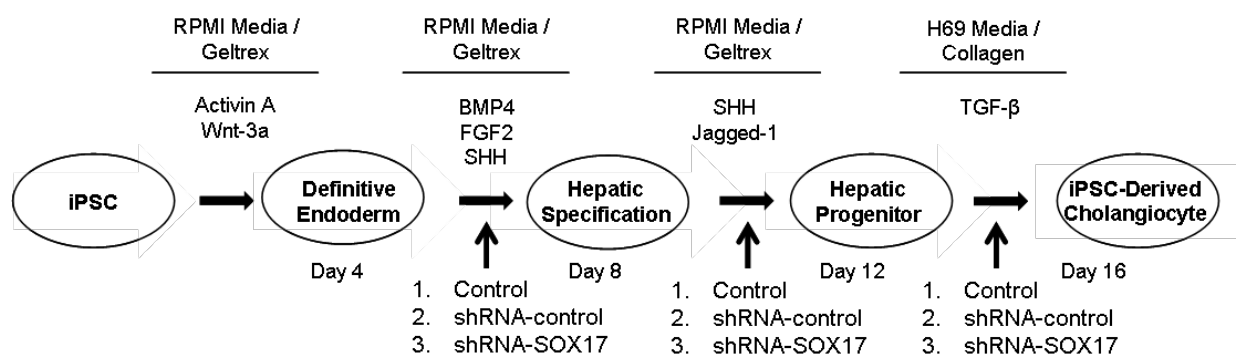 RPMI Media /
Geltrex
Activin A
Wnt-3a
RPMI Media /
Geltrex
BMP4
FGF2
SHH
RPMI Media /
Geltrex
SHH
Jagged-1
H69 Media /
Collagen
TGF-β
iPSC
Definitive
Endoderm
Hepatic
Specification
Hepatic
Progenitor
iPSC-Derived
Cholangiocyte
Day 4
Day 8
Day 12
Day 16
1. Control
2. shRNA-control
3. shRNA-SOX17
1. Control
2. shRNA-control
3. shRNA-SOX17
1. Control
2. shRNA-control
3. shRNA-SOX17